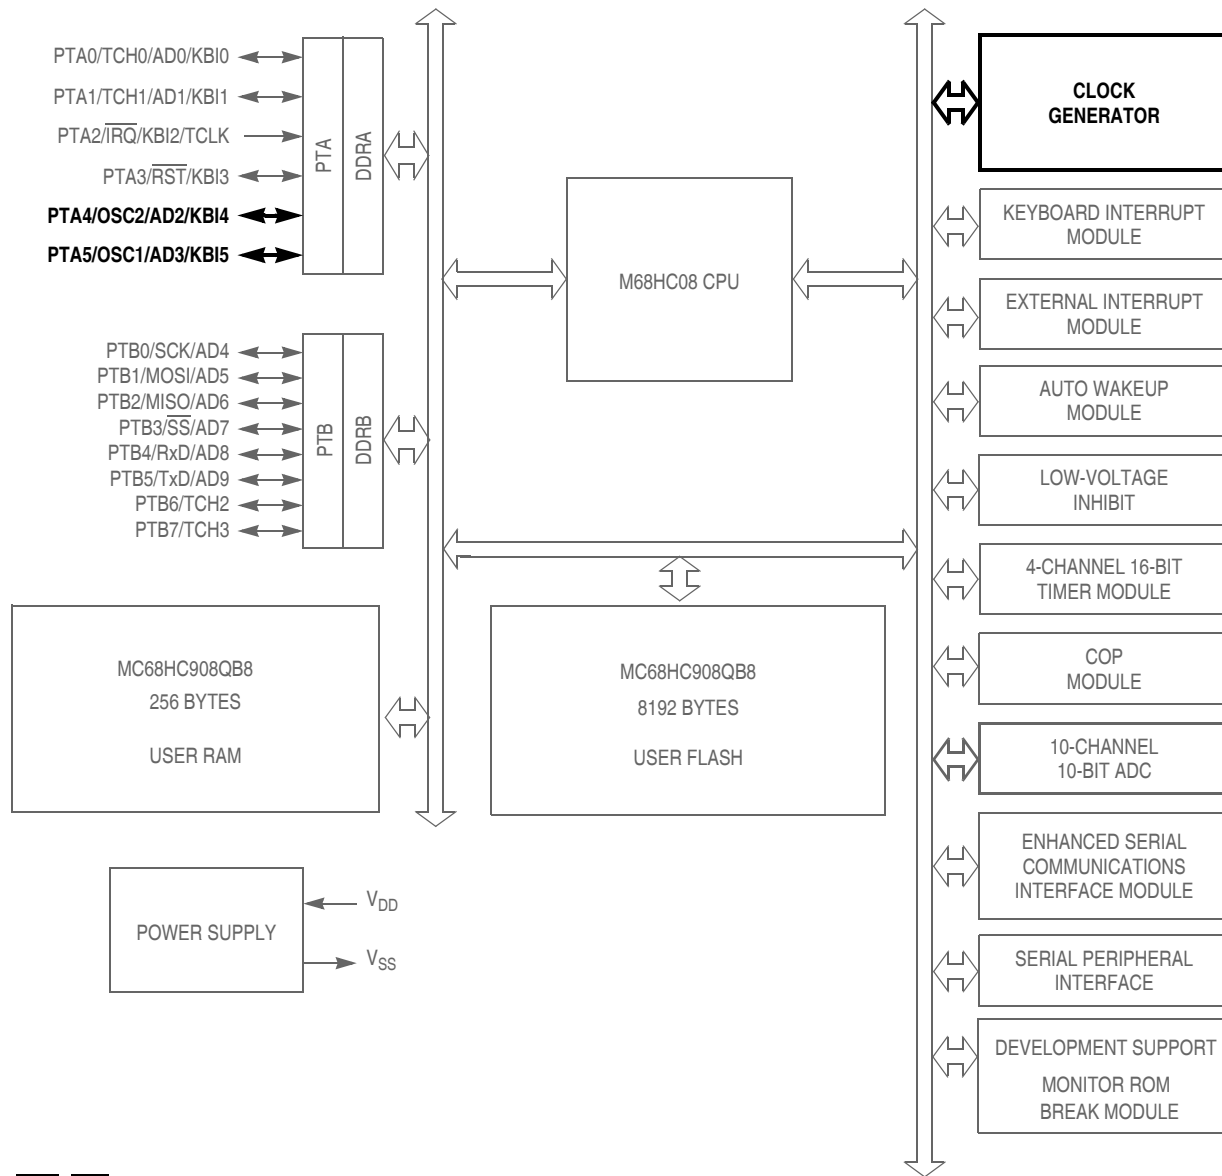 PTA0/TCH0/AD0/KBI0
PTA1/TCH1/AD1/KBI1
PTA2/IRQ/KBI2/TCLK
PTA3/RST/KBI3
PTA4/OSC2/AD2/KBI4
PTA5/OSC1/AD3/KBI5
PTA
DDRA
PTB0/SCK/AD4
PTB1/MOSI/AD5
PTB2/MISO/AD6
PTB3/SS/AD7
PTB4/RxD/AD8
PTB5/TxD/AD9
PTB6/TCH2
PTB7/TCH3
PTB
DDRB
M68HC08 CPU
MC68HC908QB8
256 BYTES
USER RAM
MC68HC908QB8
8192 BYTES
USER FLASH
POWER SUPPLY
VDD
VSS
CLOCK
GENERATOR
KEYBOARD INTERRUPT
MODULE
EXTERNAL INTERRUPT
MODULE
AUTO WAKEUP
MODULE
LOW-VOLTAGE
INHIBIT
4-CHANNEL 16-BIT
TIMER MODULE
COP
MODULE
10-CHANNEL
10-BIT ADC
ENHANCED SERIAL
COMMUNICATIONS
INTERFACE MODULE
SERIAL PERIPHERAL
INTERFACE
DEVELOPMENT SUPPORT
MONITOR ROM
BREAK MODULE